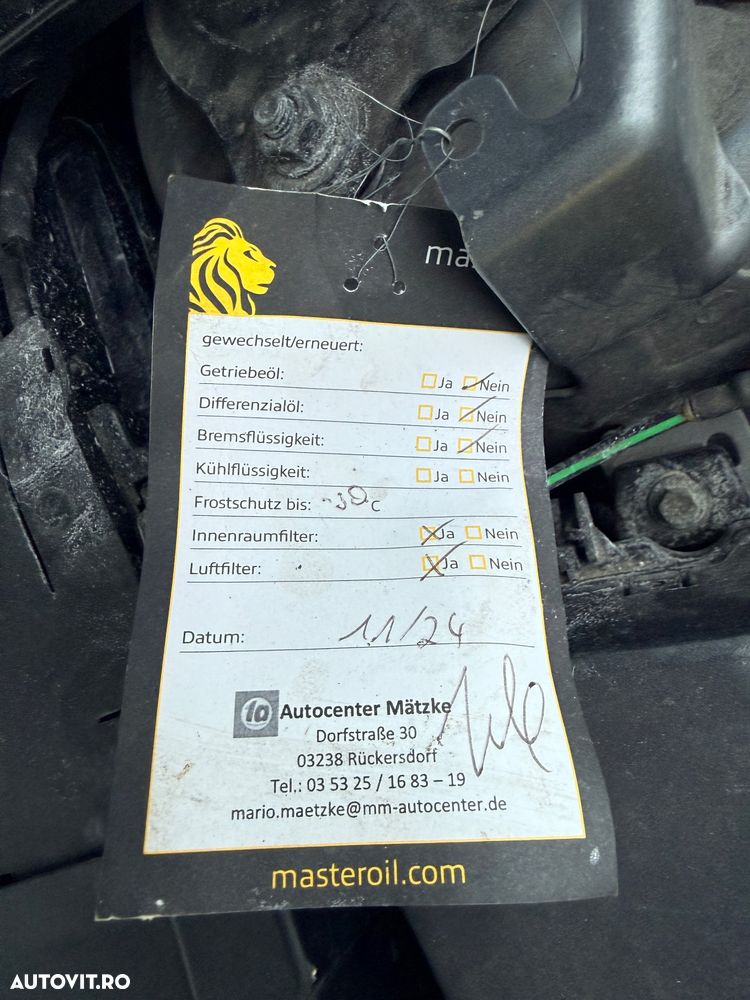 gewechselt/erneuert:
Getriebeöl: Ja Nein
Differenzialöl: Ja Nein
Bremsflüssigkeit: Ja Nein
Kühlflüssigkeit: Ja Nein
Frostschutz bis: -30 C
Innenraumfilter: Ja Nein
Luftfilter: Ja Nein
Datum: 11/24
1a Autocenter Mätzke
Dorfstraße 30
03238 Rückersdorf
Tel.: 03 53 25 / 16 83 – 19
mario.maetzke@mm-autocenter.de
masteroil.com
AUTOVIT.RO